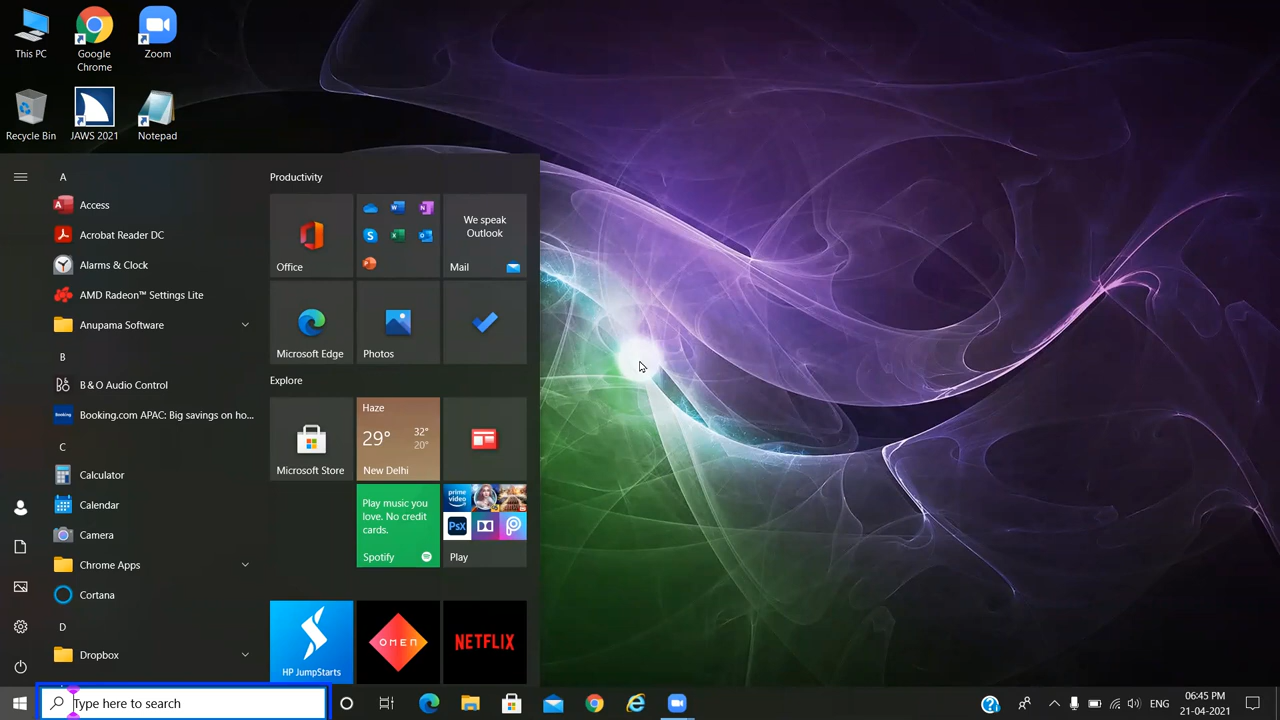 This PC
Google
Chrome
Zoom
Recycle Bin
JAWS 2021
Notepad
A
Access
Acrobat Reader DC
Alarms & Clock
AMD Radeon™ Settings Lite
Anupama Software
B
B&O Audio Control
Booking.com APAC: Big savings on ho...
C
Calculator
Calendar
Camera
Chrome Apps
Cortana
D
Dropbox
Productivity
Office
We speak
Outlook
Mail
Microsoft Edge
Photos
Explore
Microsoft Store
Haze
29°
32°
20°
New Delhi
Play music you
love. No credit
cards.
Spotify
prime
video
PsX
Play
HP JumpStarts
OMEN
NETFLIX
Type here to search
ENG
06:45 PM
21-04-2021